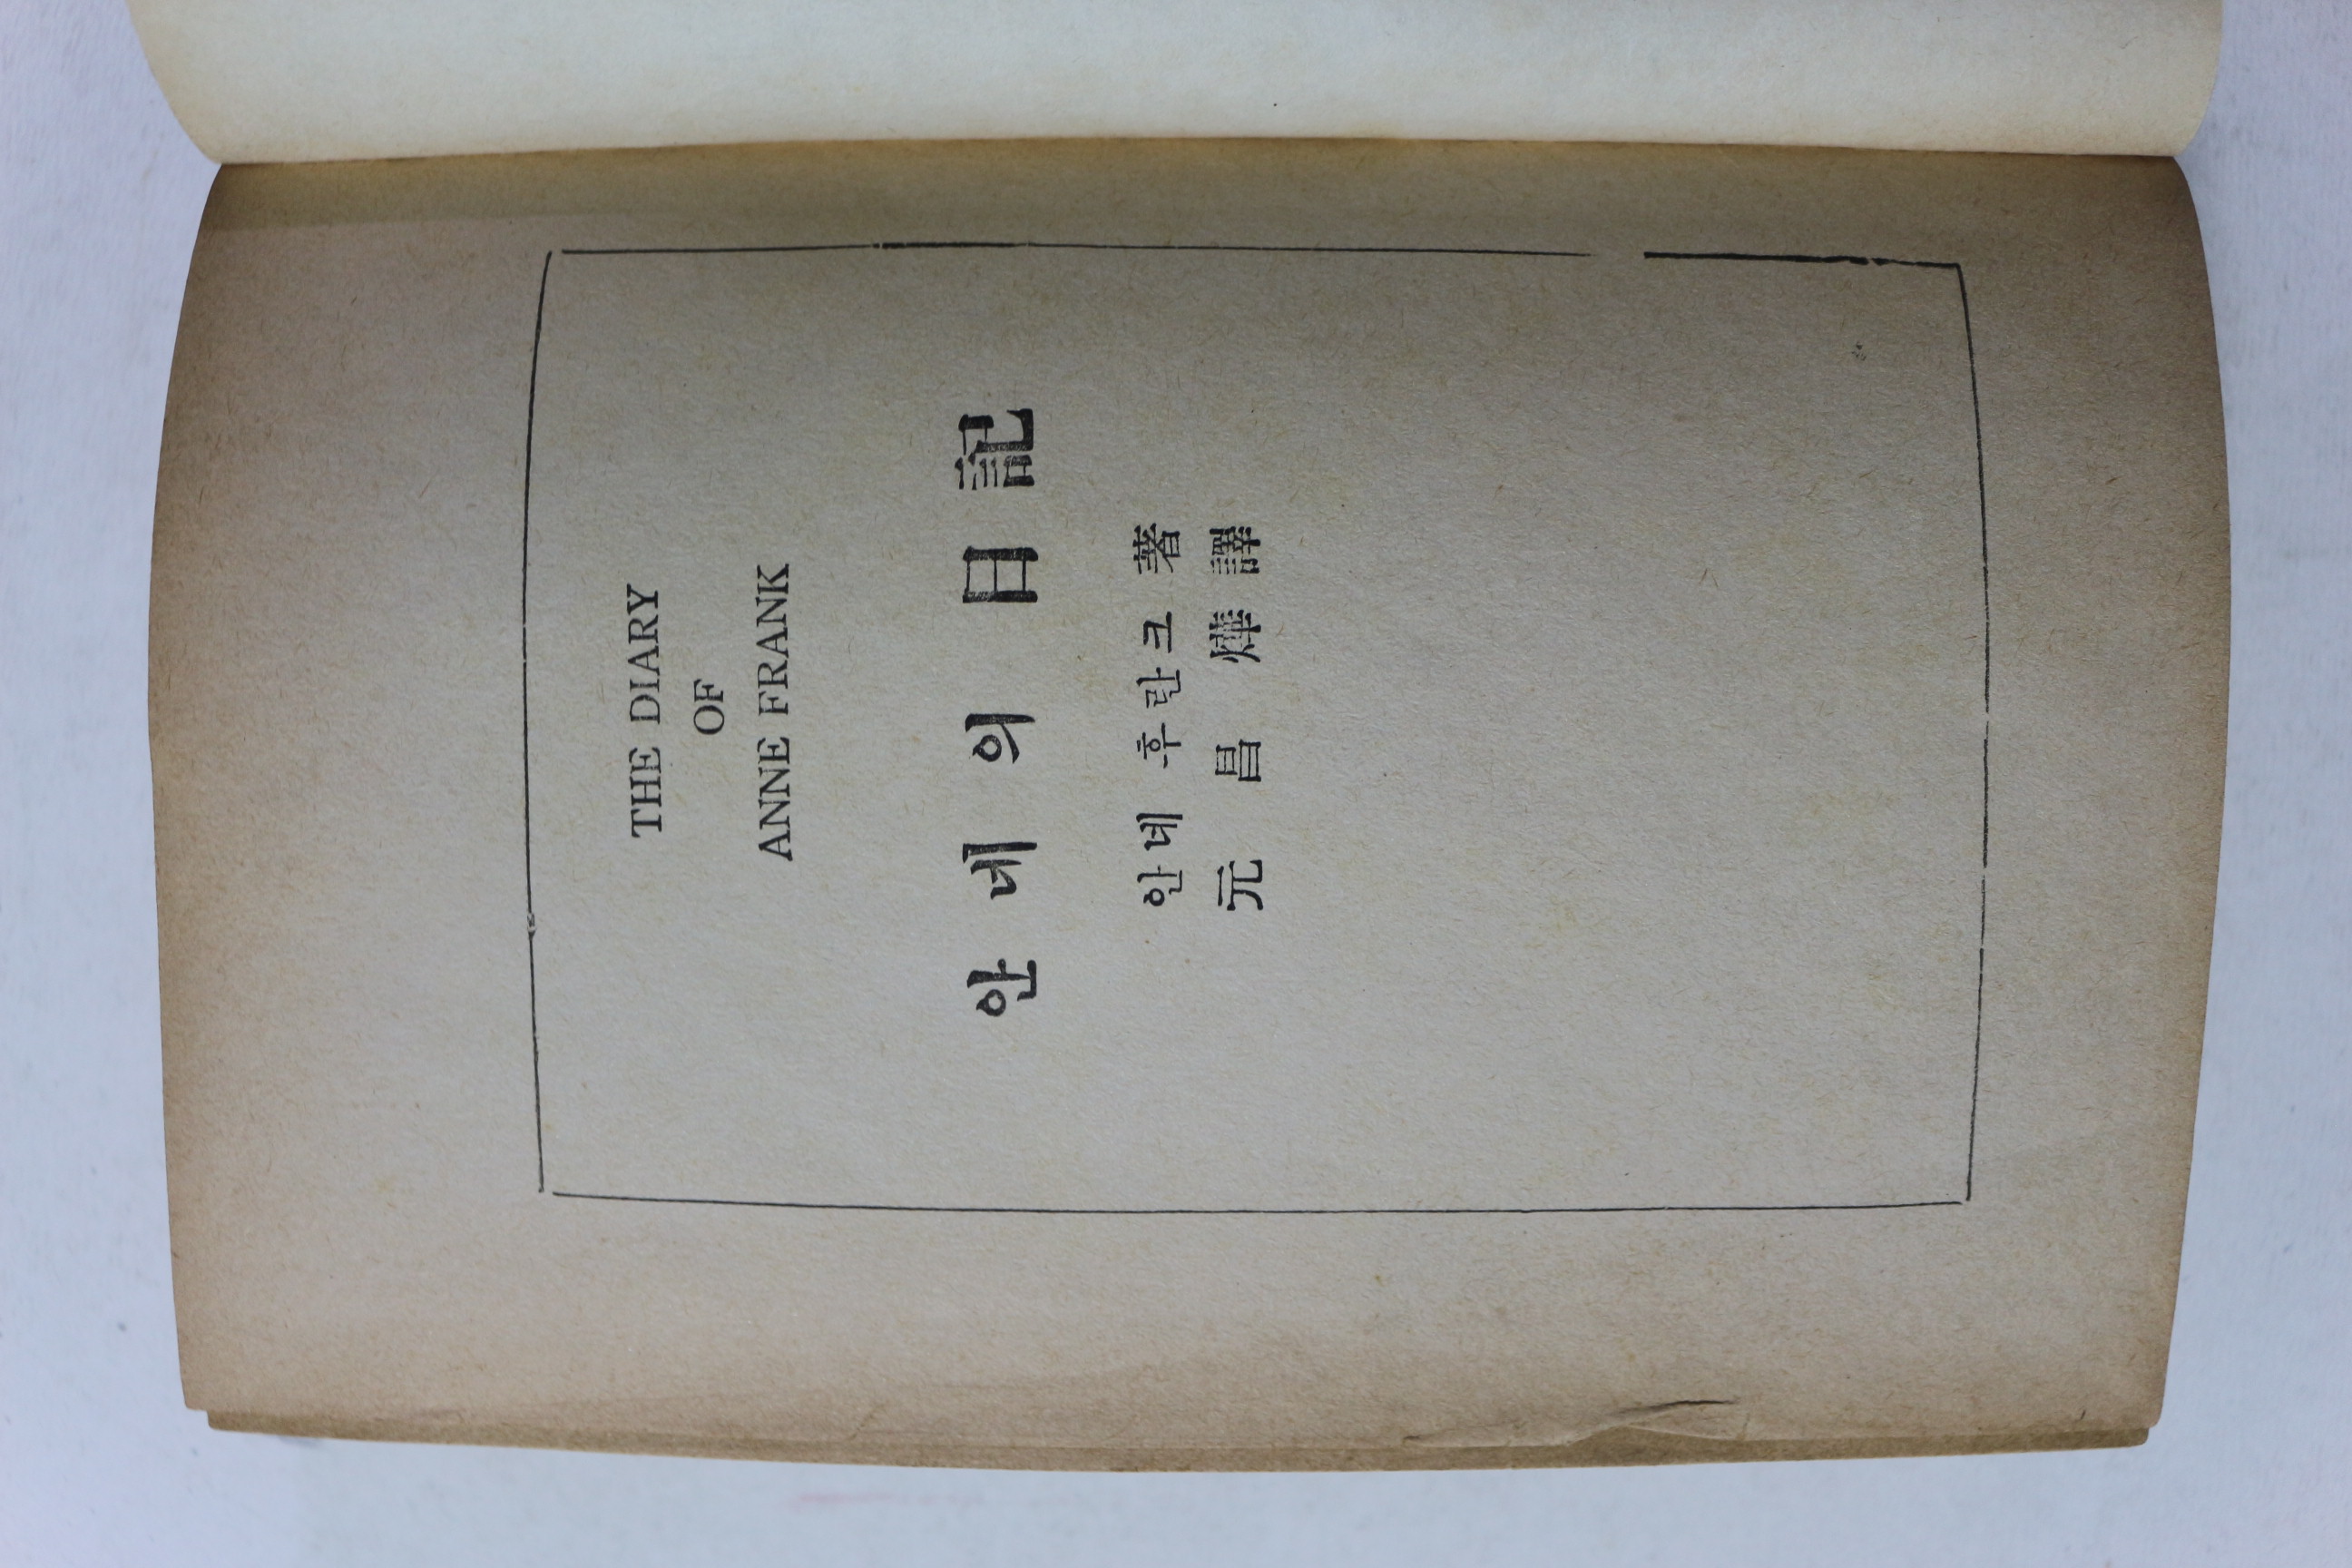 THE DIARY
OF
ANNE FRANK
안네의 日記
안네 후란크 著
元昌燁 譯